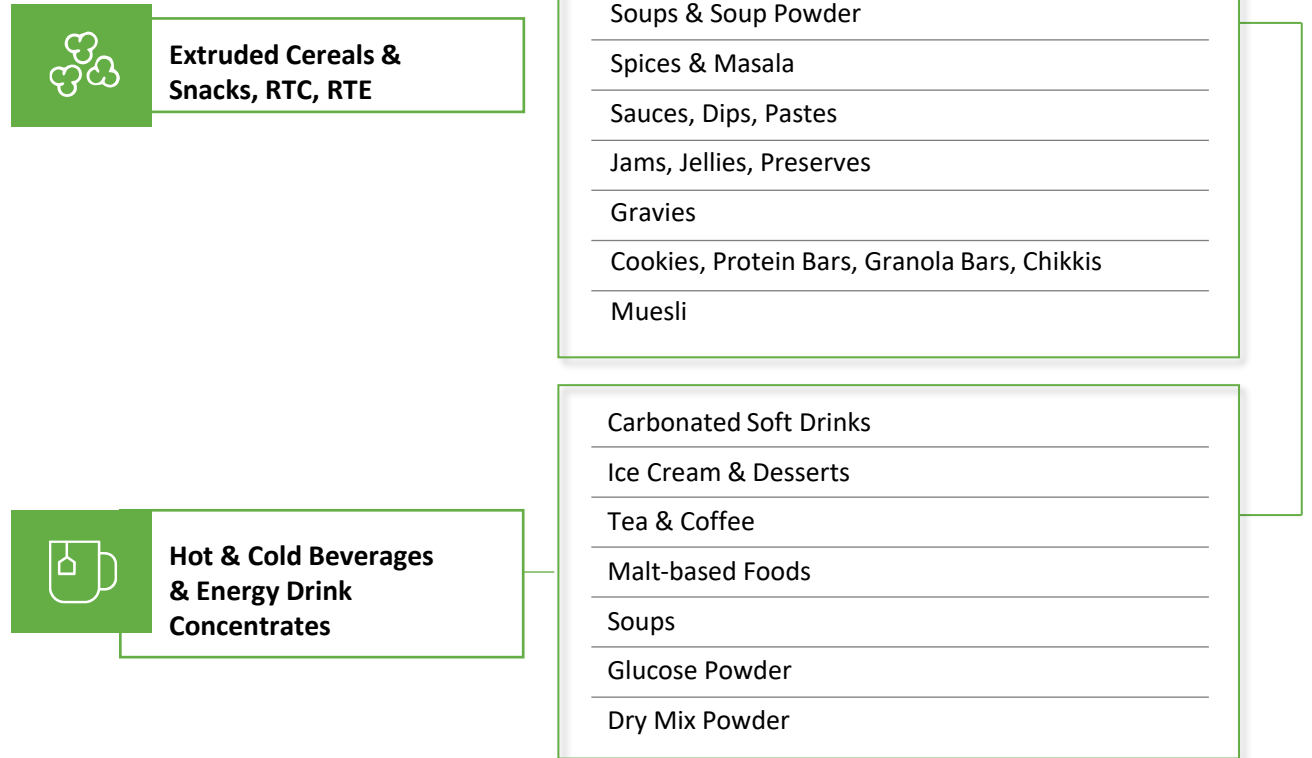 Extruded Cereals &
Snacks, RTC, RTE
Soups & Soup Powder
Spices & Masala
Sauces, Dips, Pastes
Jams, Jellies, Preserves
Gravies
Cookies, Protein Bars, Granola Bars, Chikkis
Muesli
Hot & Cold Beverages
& Energy Drink
Concentrates
Carbonated Soft Drinks
Ice Cream & Desserts
Tea & Coffee
Malt-based Foods
Soups
Glucose Powder
Dry Mix Powder